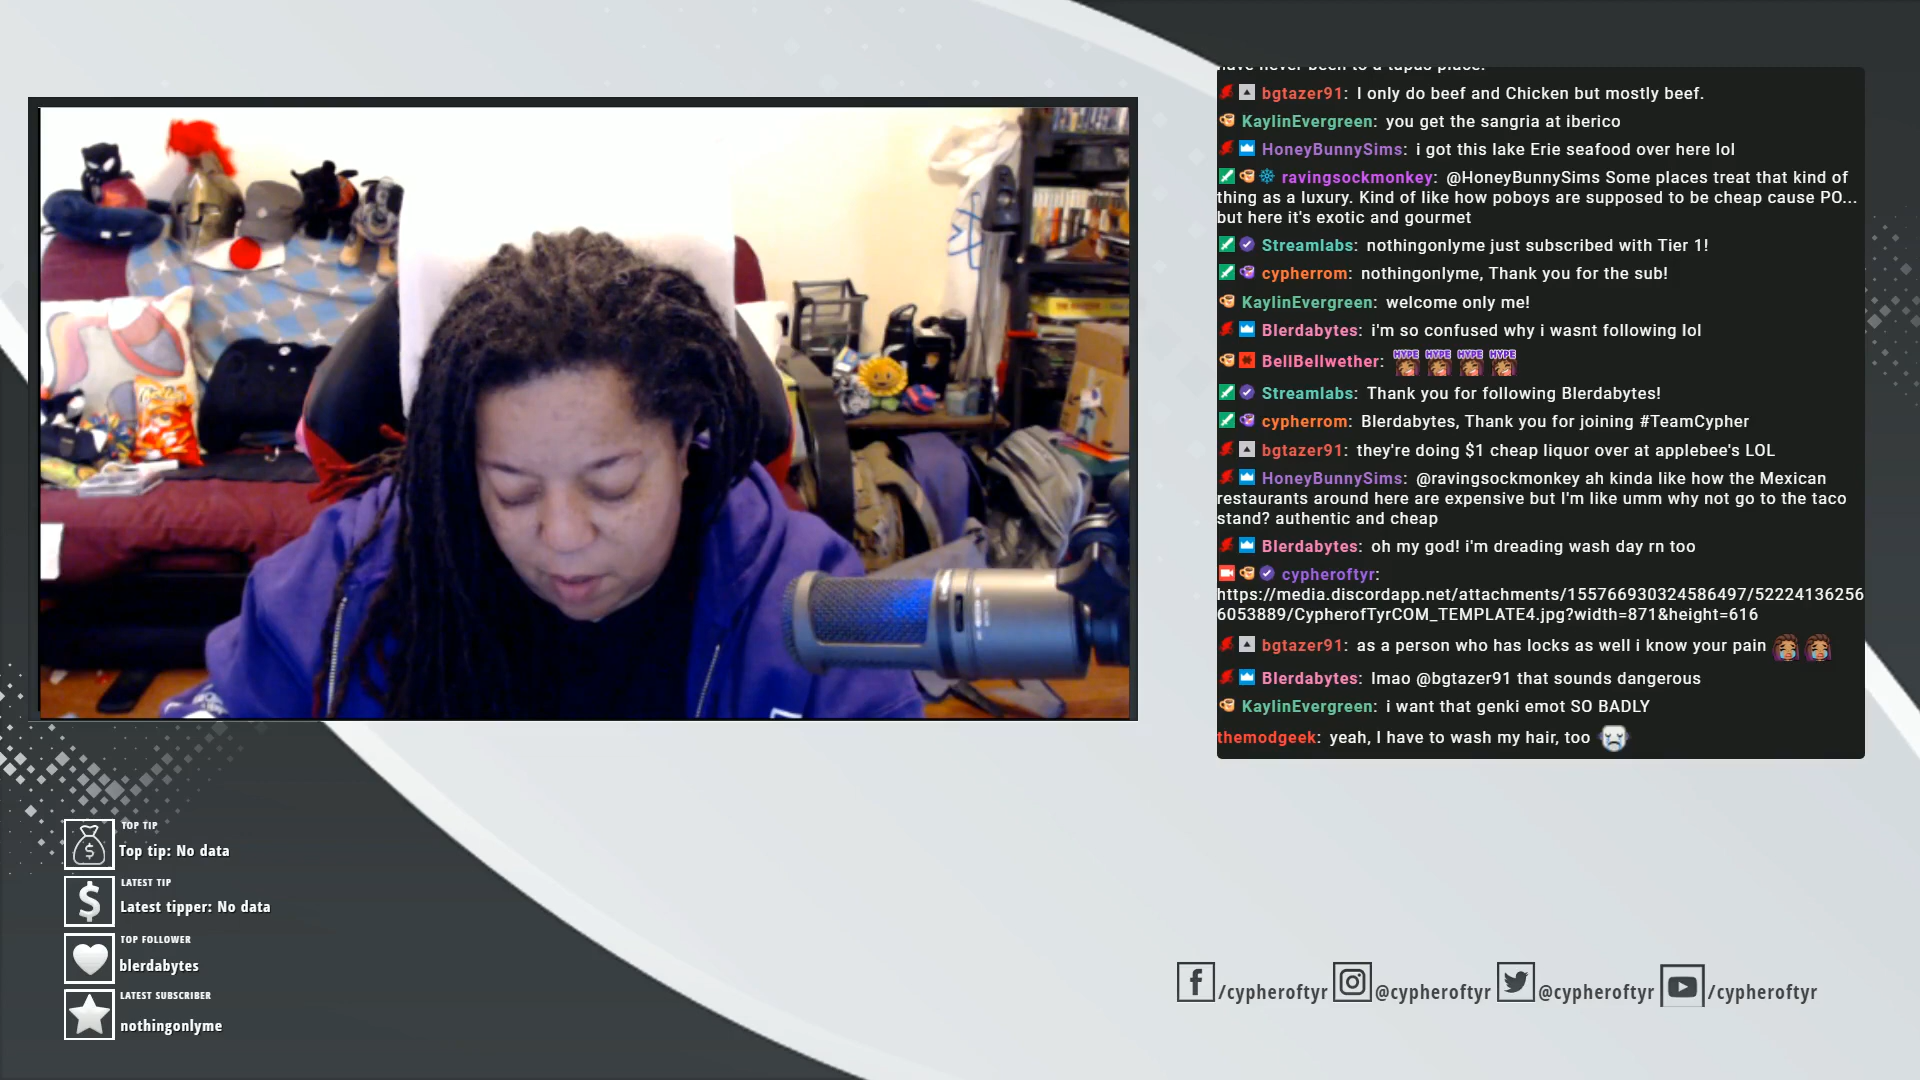 have never been to a tapas place.
bgtazer91: I only do beef and Chicken but mostly beef.
KaylinEvergreen: you get the sangria at iberico
HoneyBunnySims: i got this lake Erie seafood over here lol
ravingsockmonkey: @HoneyBunnySims Some places treat that kind of
thing as a luxury. Kind of like how poboys are supposed to be cheap cause PO...
but here it's exotic and gourmet
Streamlabs: nothingonlyme just subscribed with Tier 1!
cypherrom: nothingonlyme, Thank you for the sub!
KaylinEvergreen: welcome only me!
Blerdabytes: i'm so confused why i wasnt following lol
BellBellwether: HYPE HYPE HYPE HYPE
Streamlabs: Thank you for following Blerdabytes!
cypherrom: Blerdabytes, Thank you for joining #TeamCypher
bgtazer91: they're doing $1 cheap liquor over at applebee's LOL
HoneyBunnySims: @ravingsockmonkey ah kinda like how the Mexican
restaurants around here are expensive but I'm like umm why not go to the taco
stand? authentic and cheap
Blerdabytes: oh my god! i'm dreading wash day rn too
cypheroftyr:
https://media.discordapp.net/attachments/155766930324586497/52224136256
6053889/CypherofTyrCOM_TEMPLATE4.jpg?width=871&height=616
bgtazer91: as a person who has locks as well i know your pain
Blerdabytes: lmao @bgtazer91 that sounds dangerous
KaylinEvergreen: i want that genki emot SO BADLY
themodgeek: yeah, I have to wash my hair, too
TOP TIP
Top tip: No data
LATEST TIP
Latest tipper: No data
TOP FOLLOWER
blerdabytes
LATEST SUBSCRIBER
nothingonlyme
/cypheroftyr @cypheroftyr @cypheroftyr /cypheroftyr